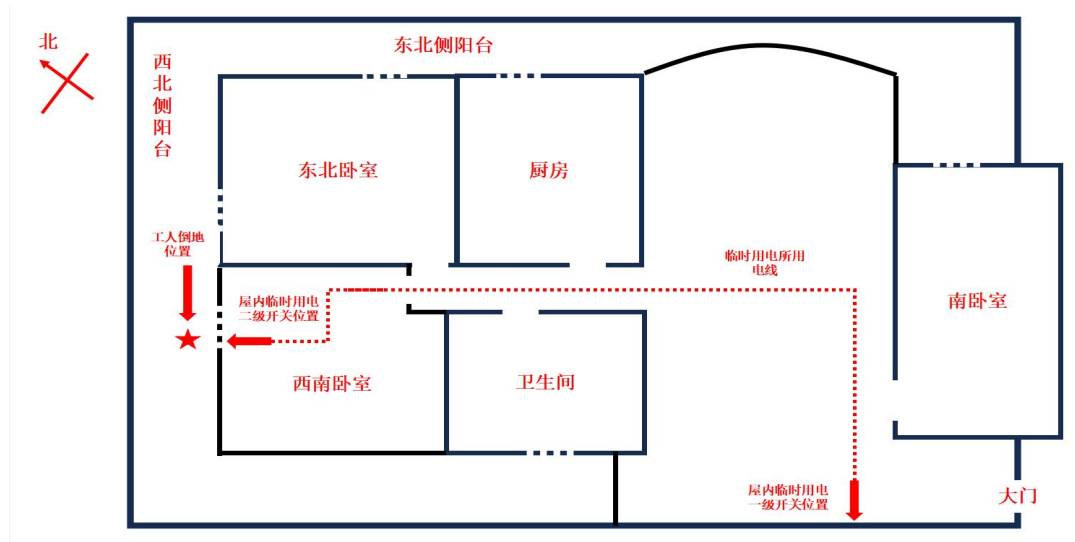 北
东北侧阳台
西
北
侧
阳
台
东北卧室
厨房
工人倒地
位置
临时用电所用
电线
屋内临时用电
二级开关位置
南卧室
西南卧室
卫生间
屋内临时用电
一级开关位置
大门